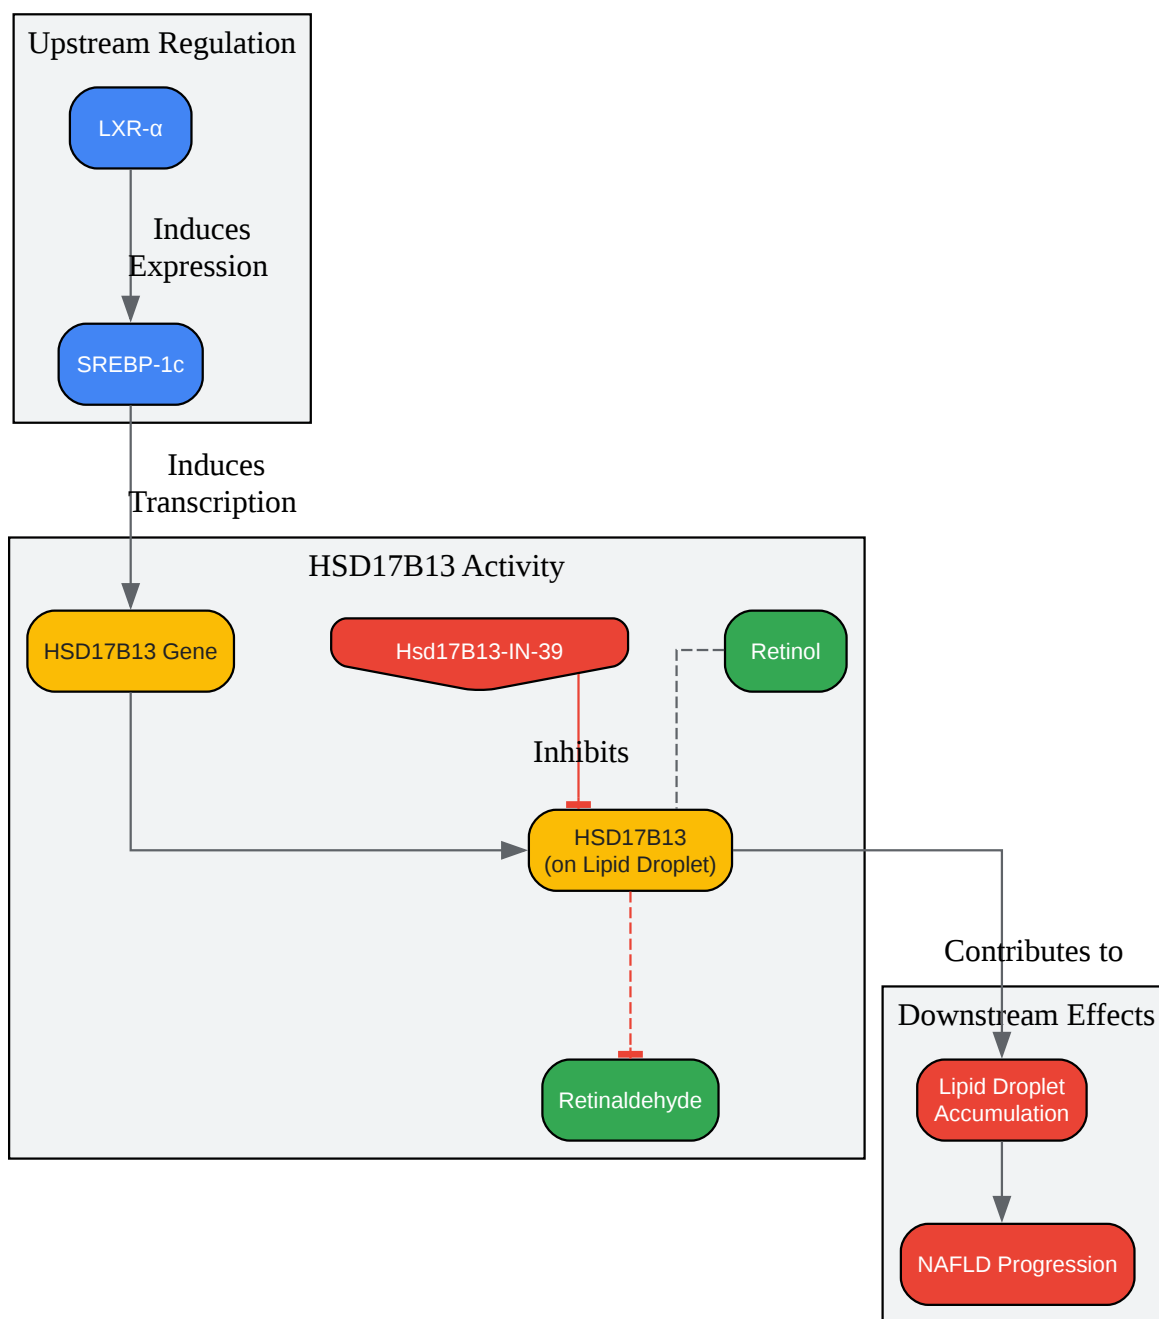 Upstream Regulation
LXR-α
Induces
Expression
SREBP-1c
Induces
Transcription
HSD17B13 Activity
HSD17B13 Gene
Hsd17B13-IN-39
Retinol
Inhibits
HSD17B13
(on Lipid Droplet)
Contributes to
Downstream Effects
Lipid Droplet
Accumulation
Retinaldehyde
NAFLD Progression